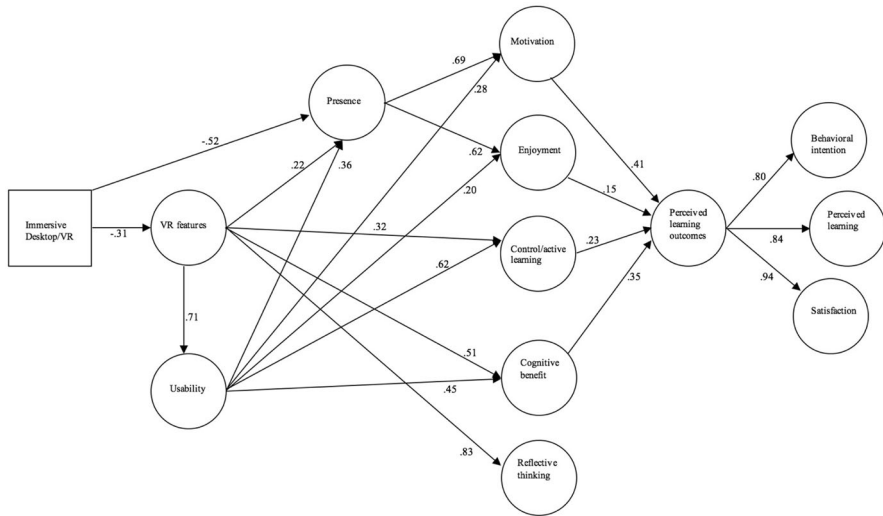 Motivation
.69
.28
Presence
-.52
.22
.36
Enjoyment
.62
.20
.41
.15
Behavioral
intention
.80
Immersive
Desktop/VR
-.31
VR features
.32
.62
Control/active
learning
.23
Perceived
learning
outcomes
.84
Perceived
learning
.94
Satisfaction
.35
.71
Usability
.51
.45
Cognitive
benefit
.83
Reflective
thinking